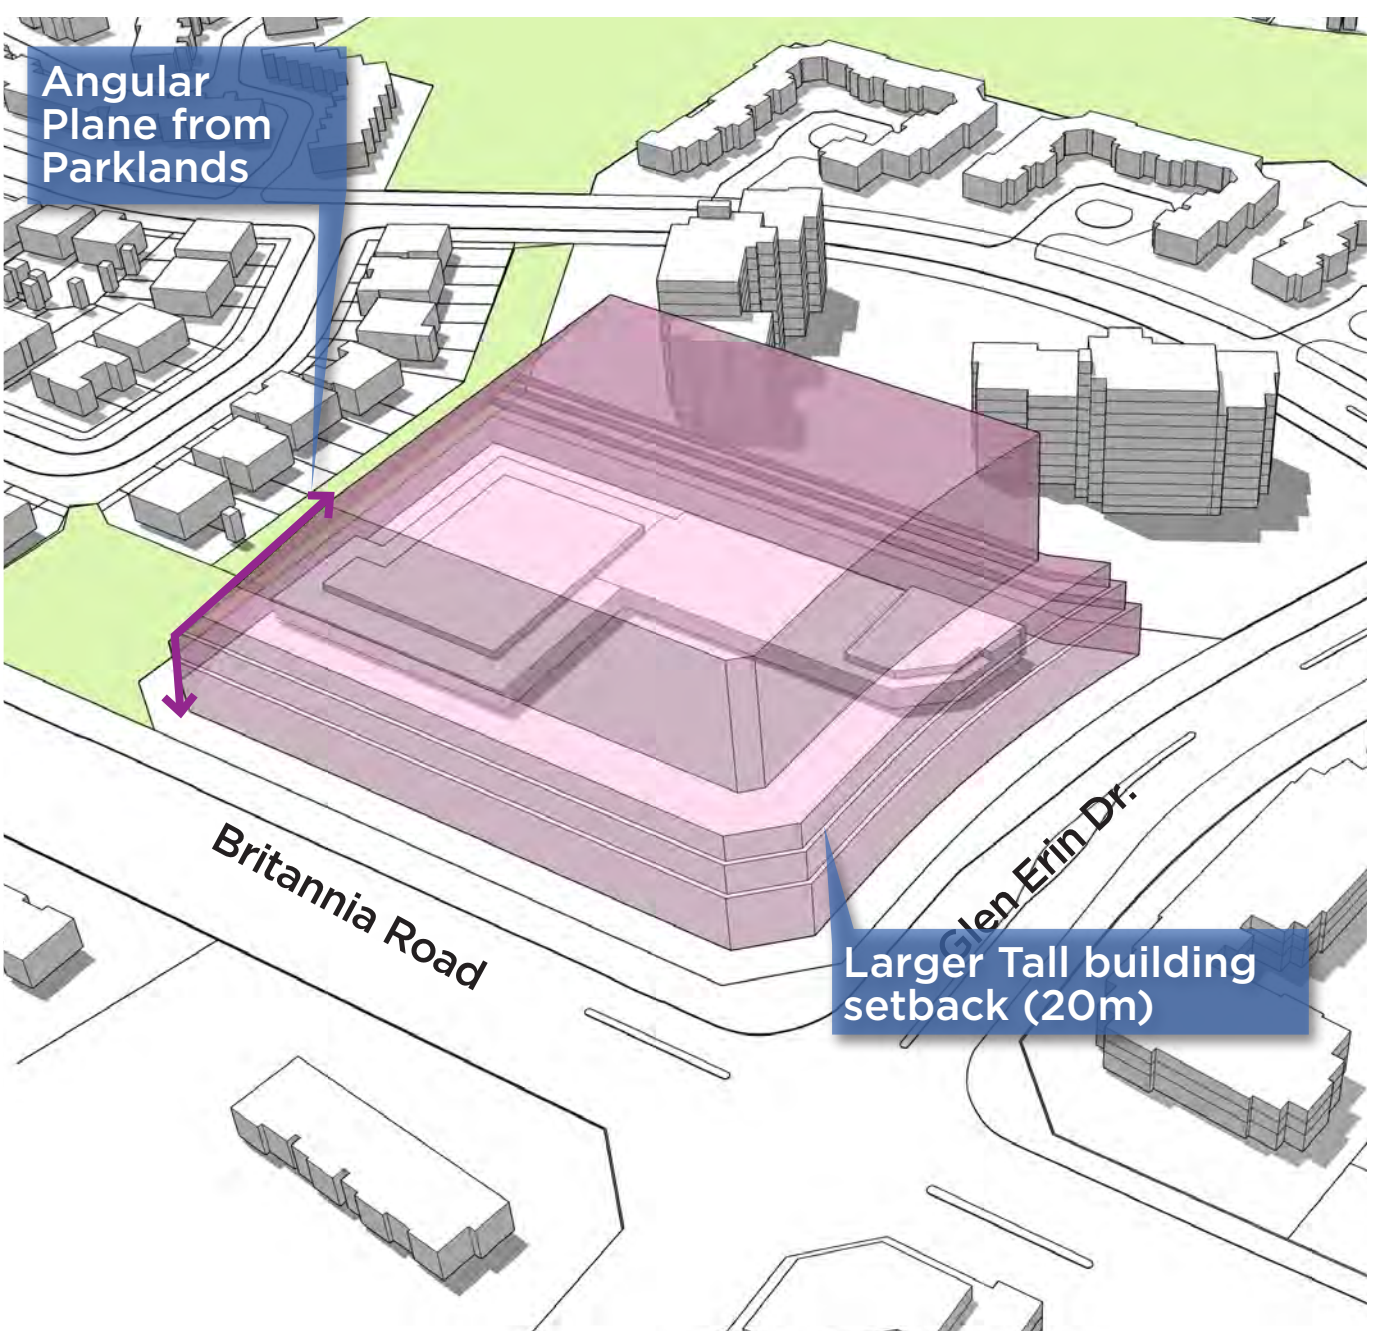 Angular
Plane from
Parklands
Britannia Road
Glen Erin Dr.
Larger Tall building
setback (20m)